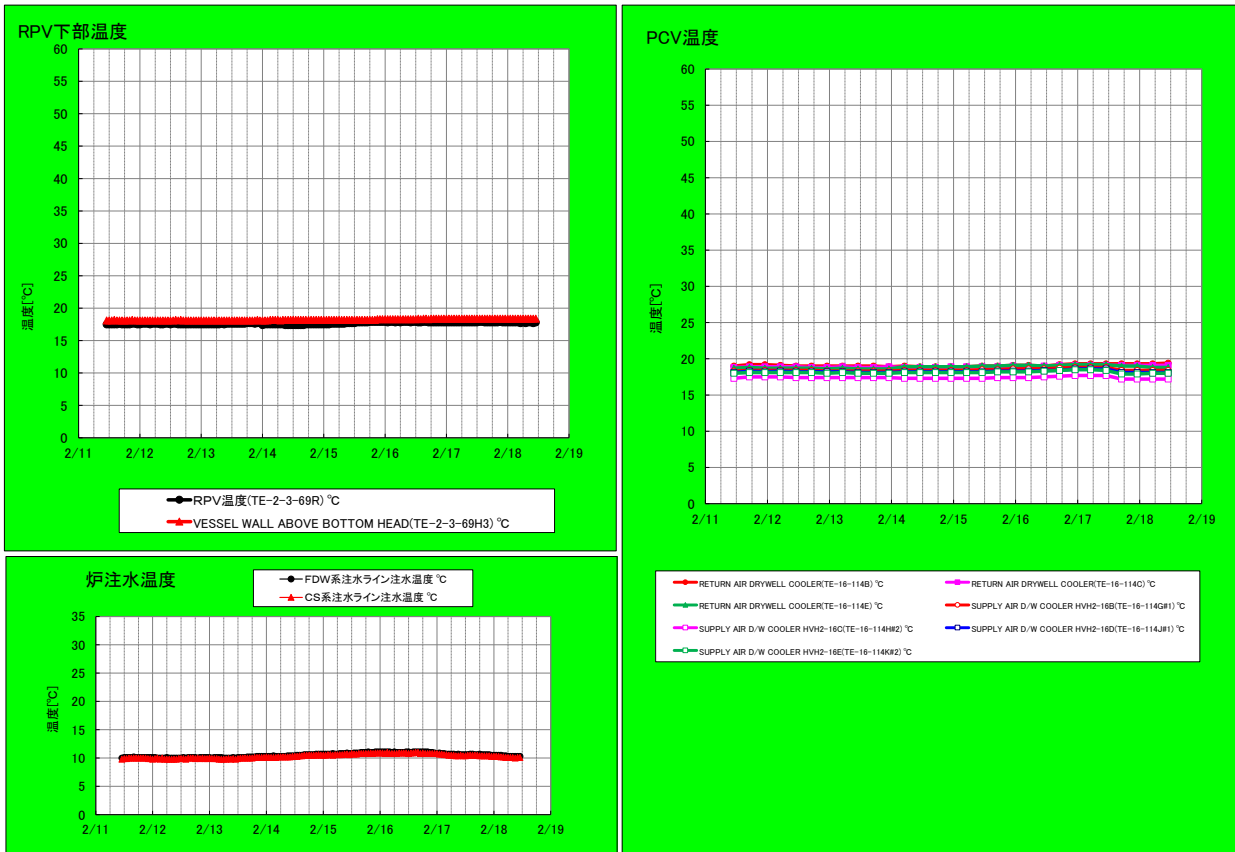 RPV下部温度
60
55
50
45
40
35
30
25
20
15
10
5
0
温度[℃]
2/11 2/12 2/13 2/14 2/15 2/16 2/17 2/18 2/19
RPV温度(TE-2-3-69R) ℃
VESSEL WALL ABOVE BOTTOM HEAD(TE-2-3-69H3) ℃
炉注水温度
FDW系注水ライン注水温度 ℃
CS系注水ライン注水温度 ℃
35
30
25
20
15
10
5
0
温度[℃]
2/11 2/12 2/13 2/14 2/15 2/16 2/17 2/18 2/19
PCV温度
60
55
50
45
40
35
30
25
20
15
10
5
0
温度[℃]
2/11 2/12 2/13 2/14 2/15 2/16 2/17 2/18 2/19
RETURN AIR DRYWELL COOLER(TE-16-114B) ℃
RETURN AIR DRYWELL COOLER(TE-16-114C) ℃
RETURN AIR DRYWELL COOLER(TE-16-114E) ℃
SUPPLY AIR D/W COOLER HVH2-16B(TE-16-114G#1) ℃
SUPPLY AIR D/W COOLER HVH2-16C(TE-16-114H#2) ℃
SUPPLY AIR D/W COOLER HVH2-16D(TE-16-114J#1) ℃
SUPPLY AIR D/W COOLER HVH2-16E(TE-16-114K#2) ℃